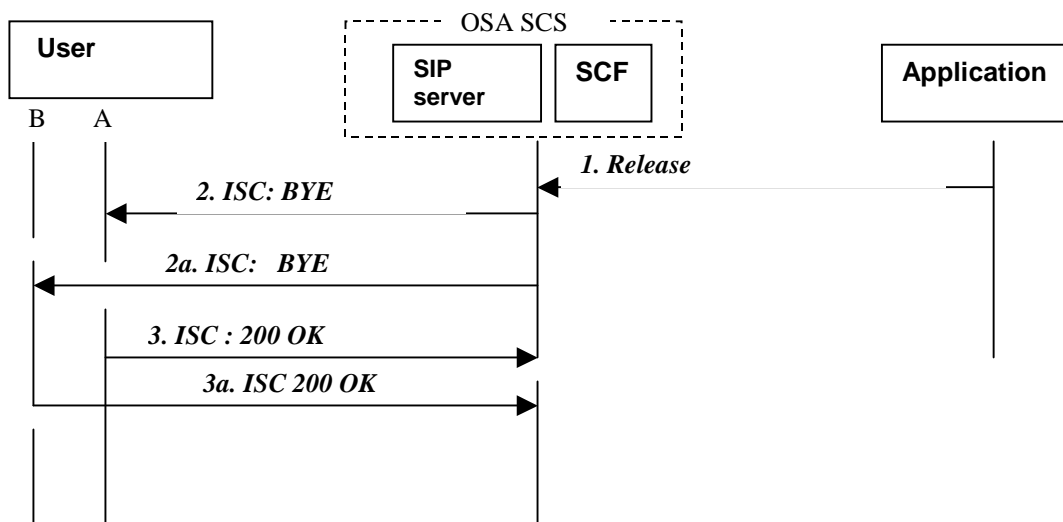 OSA SCS
User
SIP
server
SCF
Application
B
A
1. Release
2. ISC: BYE
2a. ISC: BYE
3. ISC : 200 OK
3a. ISC 200 OK